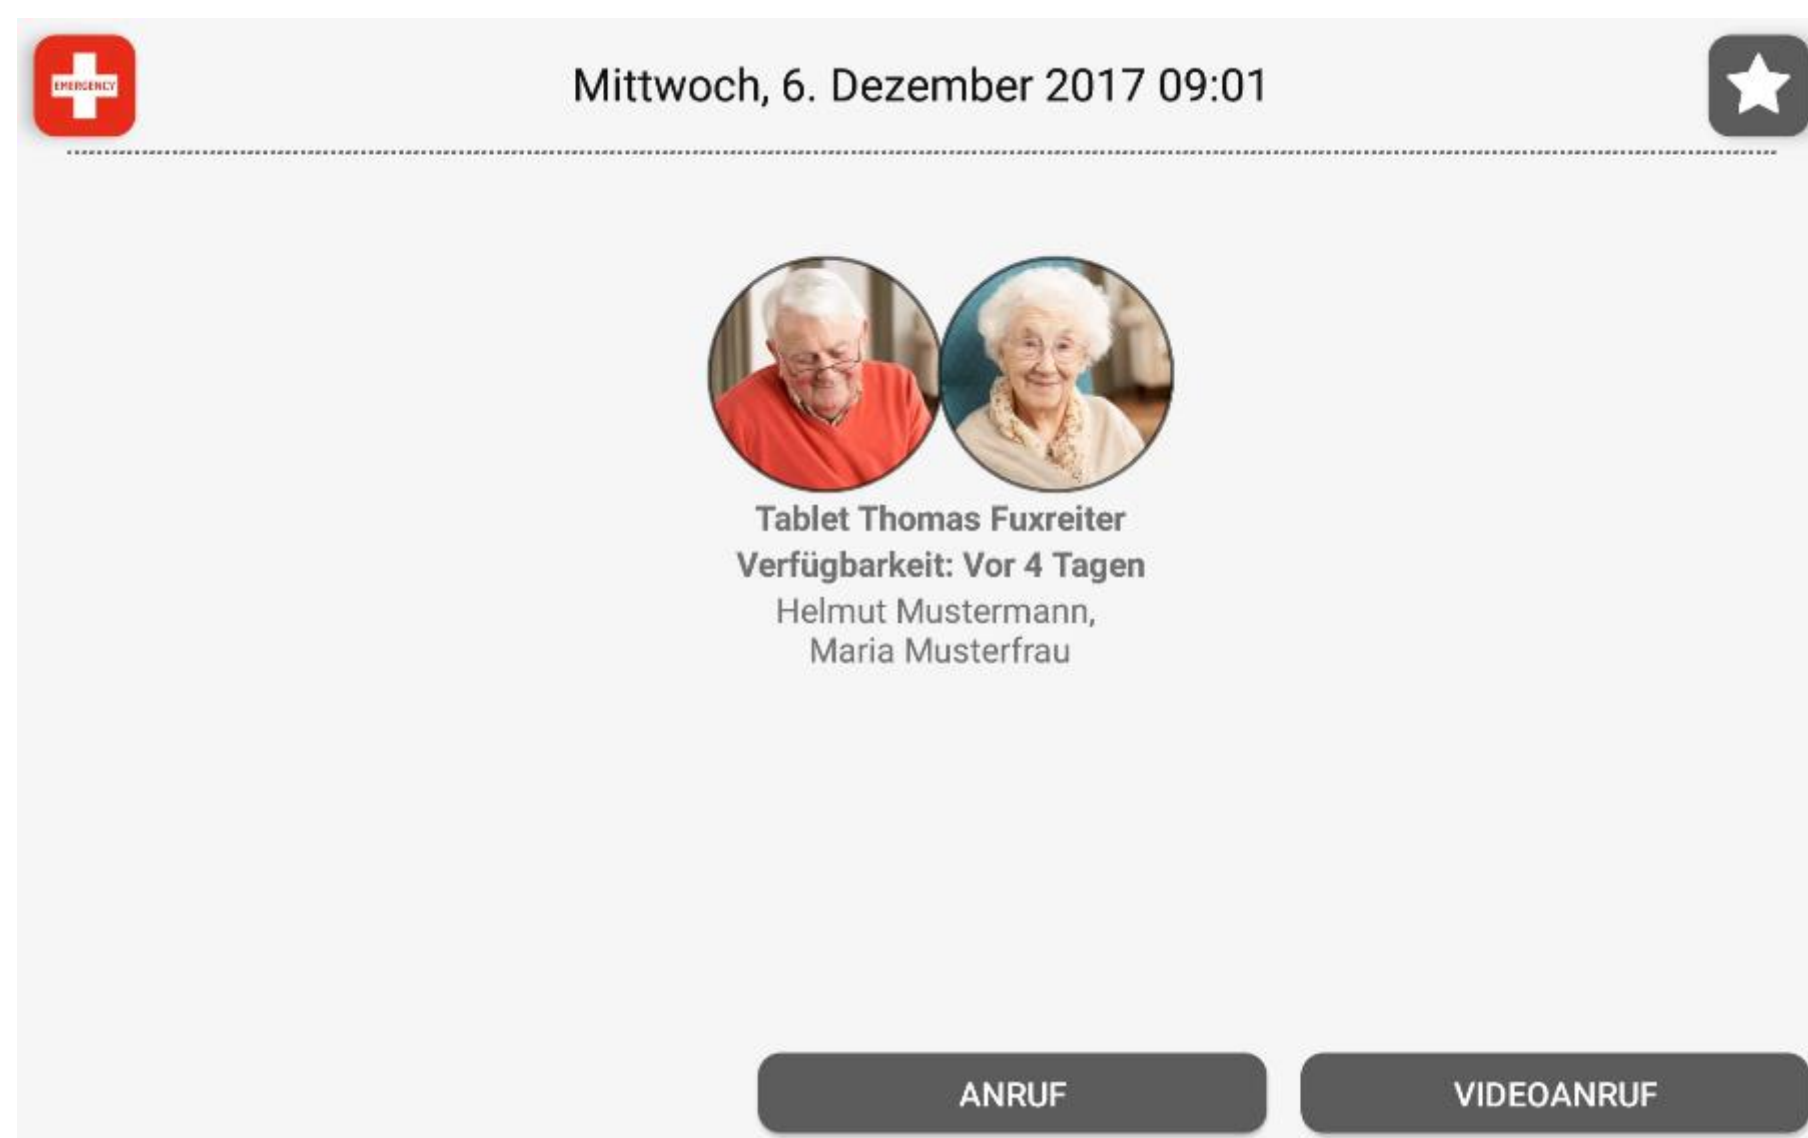 EMERGENCY
Mittwoch, 6. Dezember 2017 09:01
Tablet Thomas Fuxreiter
Verfügbarkeit: Vor 4 Tagen
Helmut Mustermann,
Maria Musterfrau
ANRUF
VIDEOANRUF